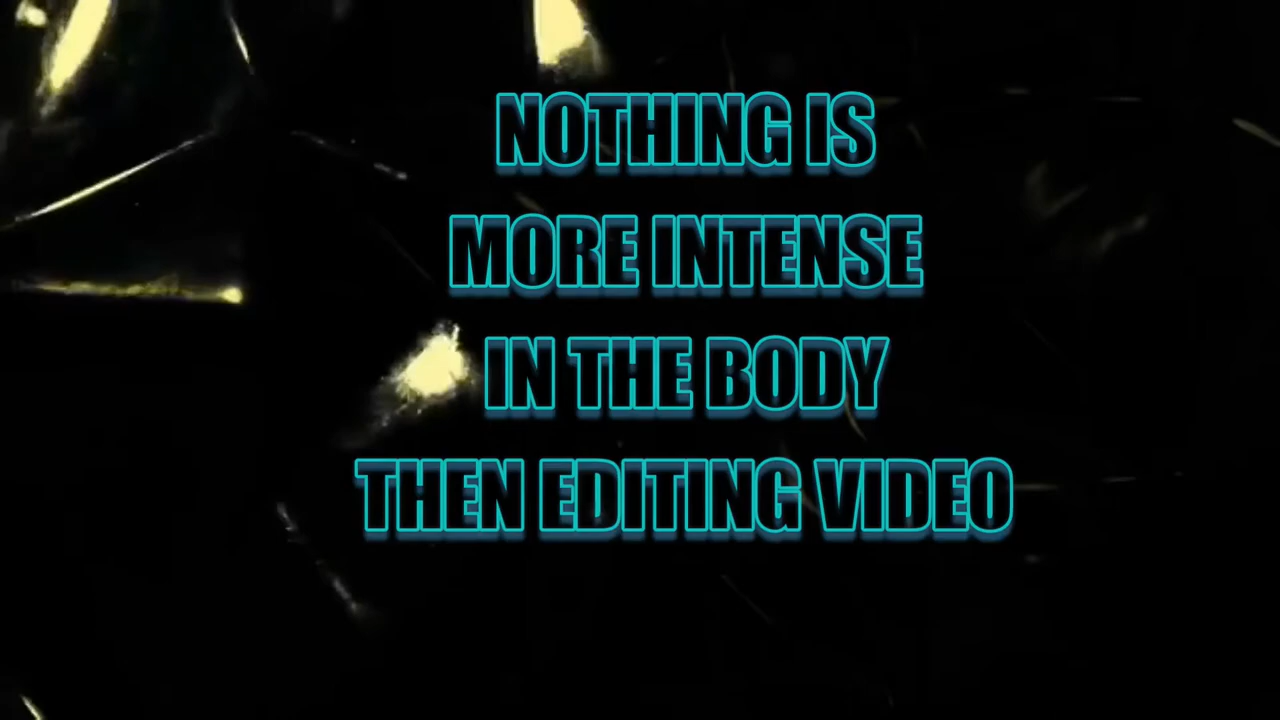 NOTHING IS
MORE INTENSE
IN THE BODY
THEN EDITING VIDEO